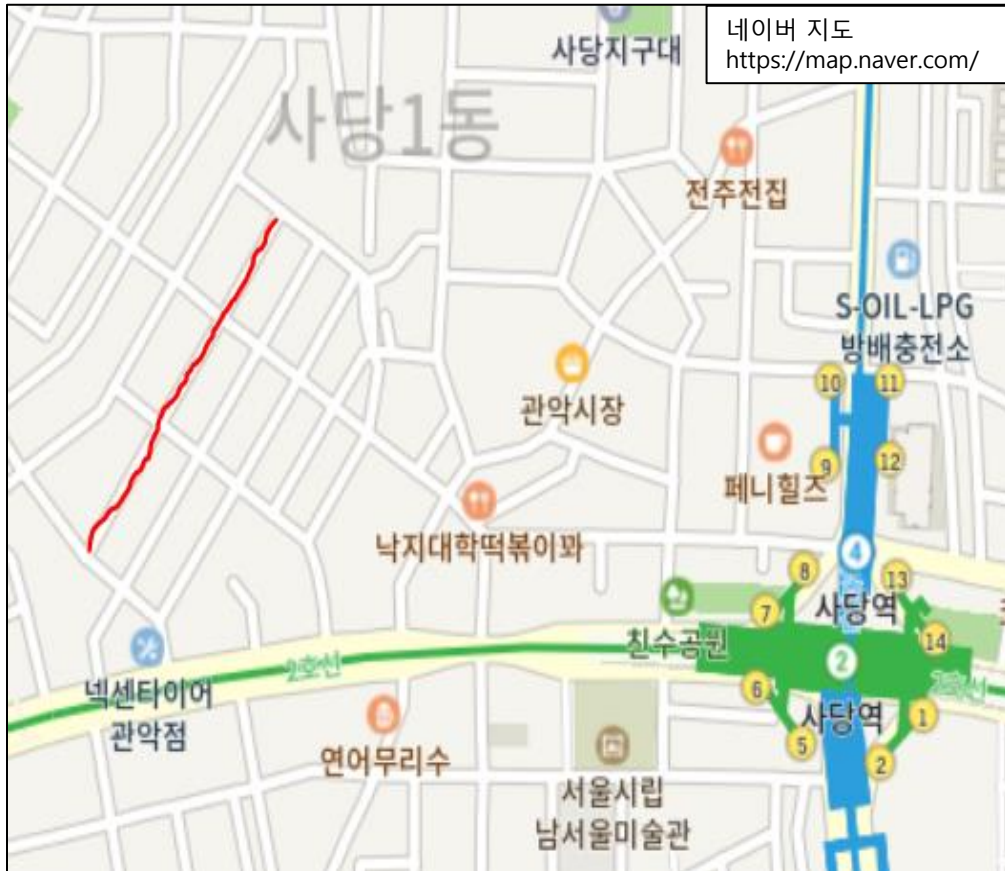 네이버 지도
https://map.naver.com/
사당지구대
사당1동
전주전집
S-OIL-LPG
방배충전소
10
11
관악시장
9
12
페니힐즈
낙지대학떡볶이꽈
4
8
13
7
사당역
14
친수공원
2호선
2
2호선
넥센타이어
관악점
6
사당역
1
5
2
연어무리수
서울시립
남서울미술관